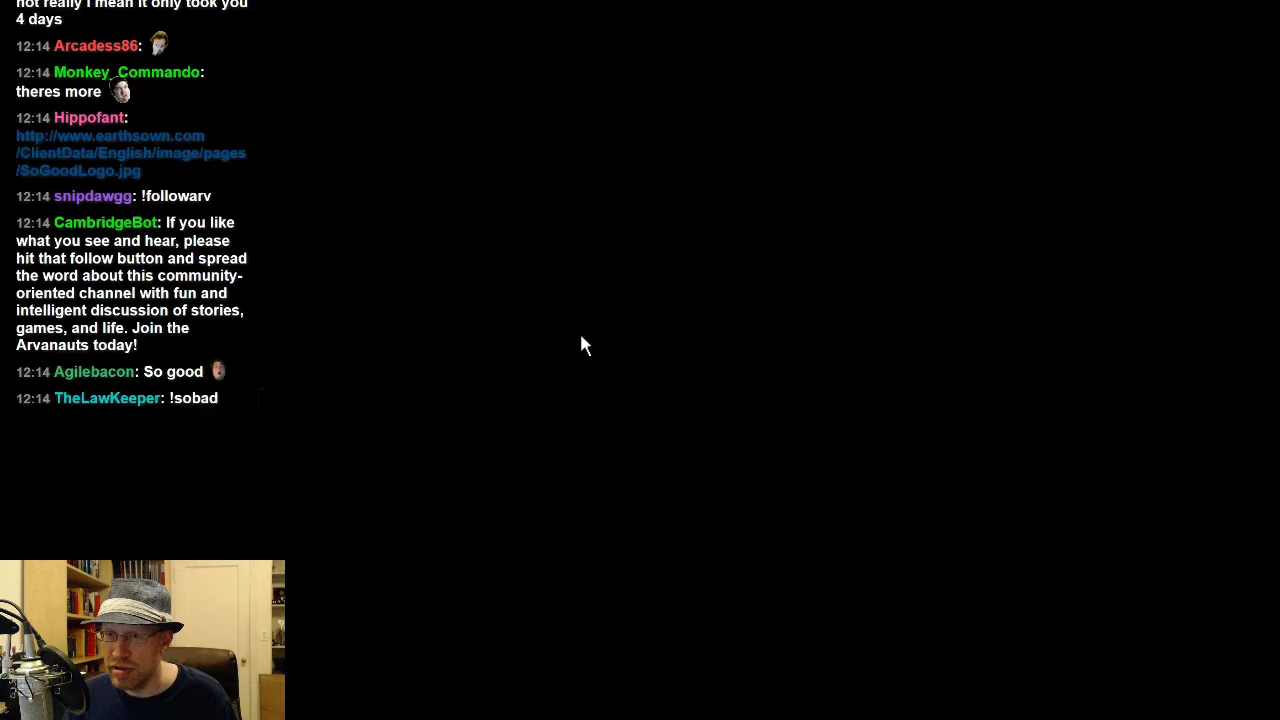 not really I mean it only took you
4 days
12:14 Arcadess86:
12:14 Monkey_Commando:
theres more
12:14 Hippofant:
http://www.earthsown.com
/ClientData/English/image/pages
/SoGoodLogo.jpg
12:14 snipdawgg: !followarv
12:14 CambridgeBot: If you like
what you see and hear, please
hit that follow button and spread
the word about this community-
oriented channel with fun and
intelligent discussion of stories,
games, and life. Join the
Arvanauts today!
12:14 Agilebacon: So good
12:14 TheLawKeeper: !sobad